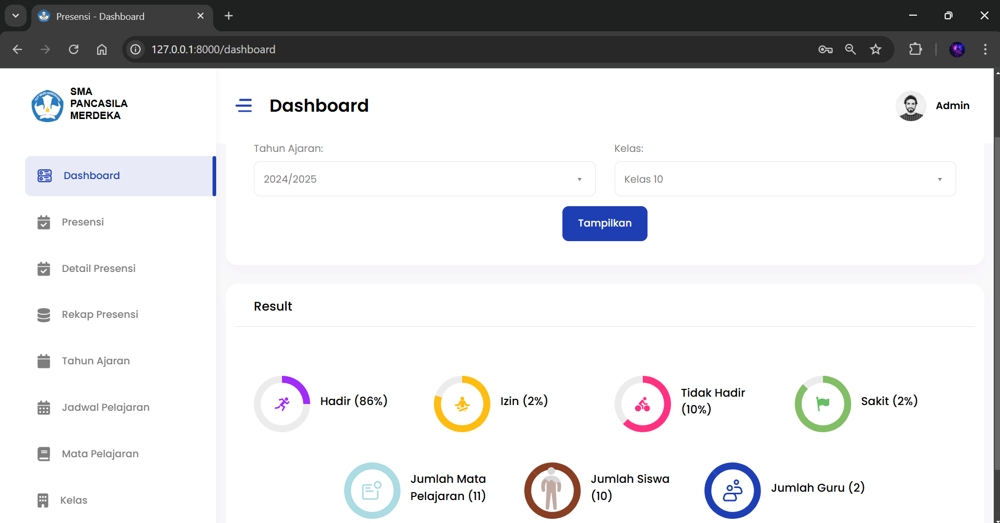 Presensi - Dashboard
127.0.0.1:8000/dashboard
SMA
PANCASILA
MERDEKA
Dashboard
Admin
Dashboard
Presensi
Detail Presensi
Rekap Presensi
Tahun Ajaran
Jadwal Pelajaran
Mata Pelajaran
Kelas
Tahun Ajaran:
Kelas:
2024/2025
Kelas 10
Tampilkan
Result
Hadir (86%)
Izin (2%)
Tidak Hadir
(10%)
Sakit (2%)
Jumlah Mata
Pelajaran (11)
Jumlah Siswa
(10)
Jumlah Guru (2)